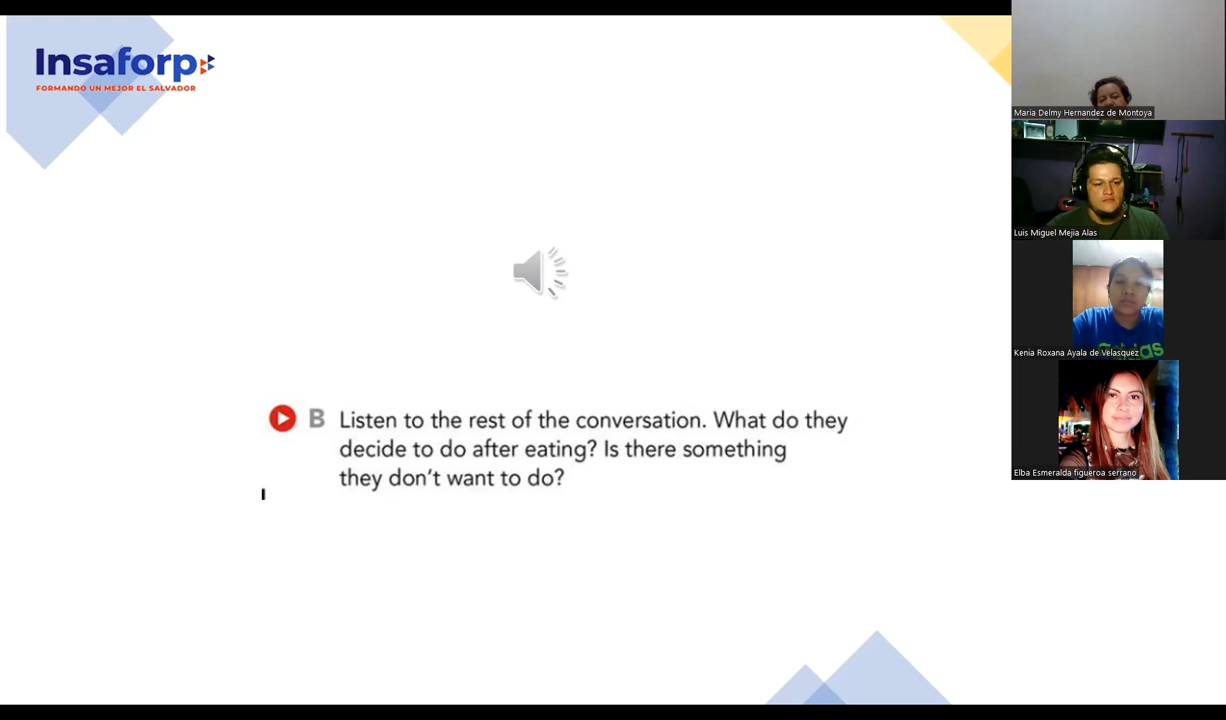 Insaforp
FORMANDO UN MEJOR EL SALVADOR
B Listen to the rest of the conversation. What do they
decide to do after eating? Is there something
they don't want to do?
Maria Delmy Hernandez de Montoya
Luis Miguel Mejia Alas
Kenia Roxana Ayala de Velasquez
Elba Esmeralda figueroa serrano